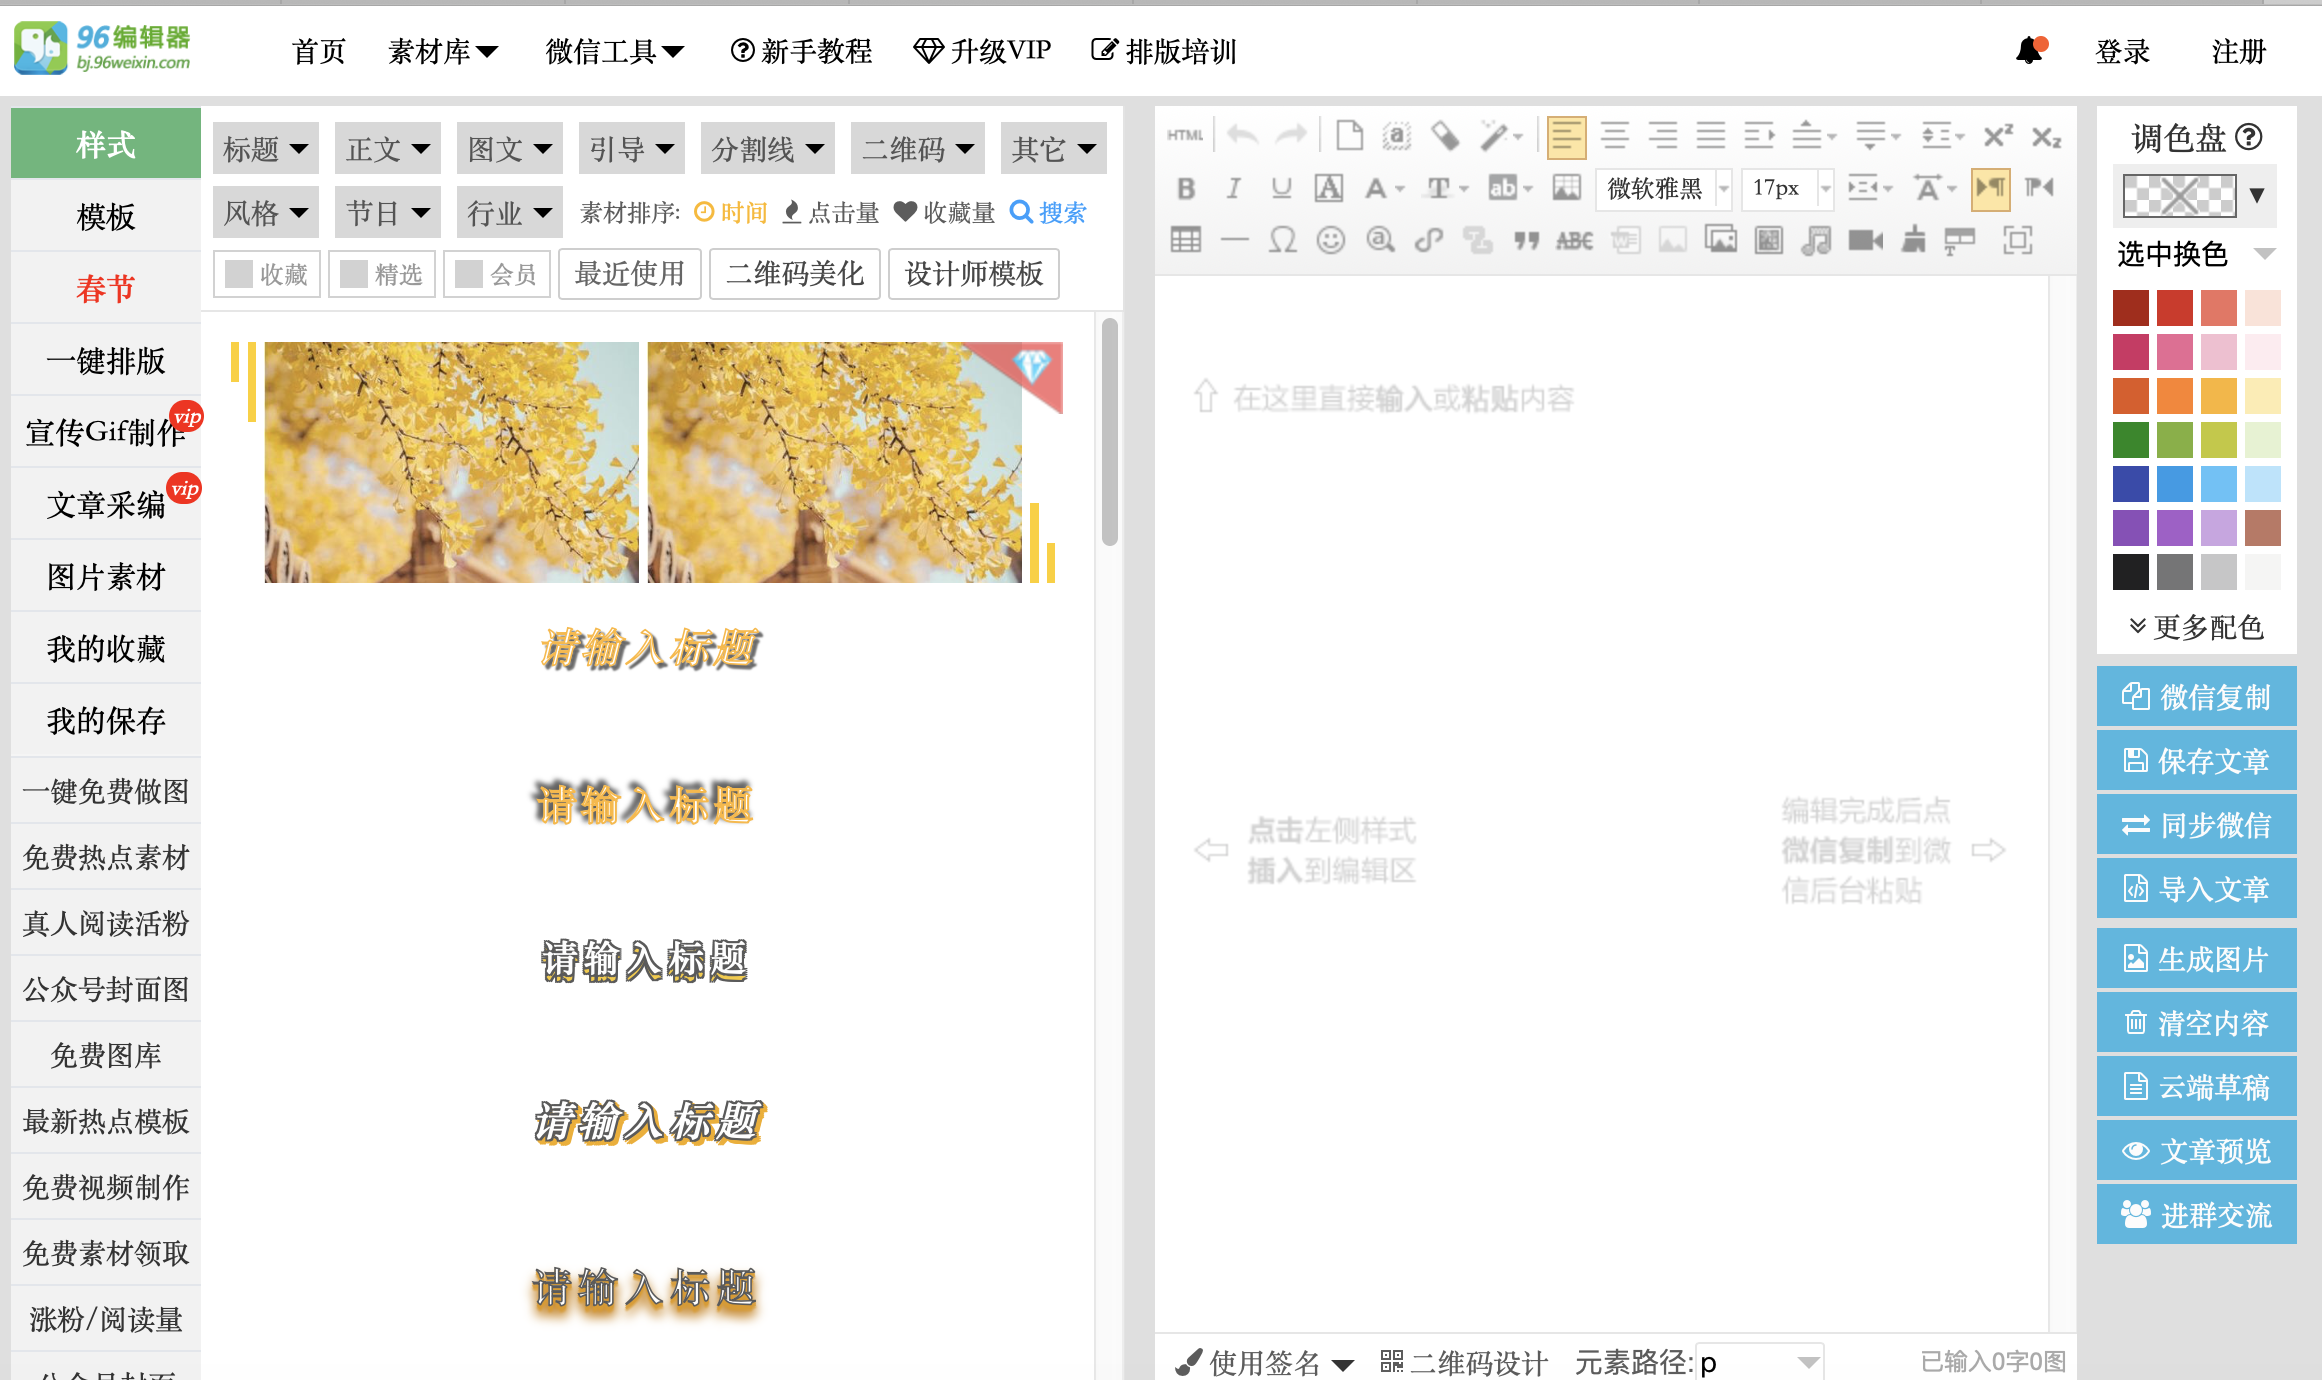 96编辑器
bj.96weixin.com
首页 素材库 微信工具 新手教程 升级VIP 排版培训 登录 注册
样式
模板
春节
一键排版
宣传Gif制作 vip
文章采编 vip
图片素材
我的收藏
我的保存
一键免费做图
免费热点素材
真人阅读活粉
公众号封面图
免费图库
最新热点模板
免费视频制作
免费素材领取
涨粉/阅读量
公众号封面
标题 正文 图文 引导 分割线 二维码 其它
风格 节日 行业 素材排序: 时间 点击量 收藏量 搜索
收藏 精选 会员 最近使用 二维码美化 设计师模板
请输入标题
请输入标题
请输入标题
请输入标题
请输入标题
HTML
微软雅黑 17px
ABC
在这里直接输入或粘贴内容
点击左侧样式
插入到编辑区
编辑完成后点
微信复制到微
信后台粘贴
使用签名 二维码设计 元素路径: p 已输入0字0图
调色盘
选中换色
更多配色
微信复制
保存文章
同步微信
导入文章
生成图片
清空内容
云端草稿
文章预览
进群交流